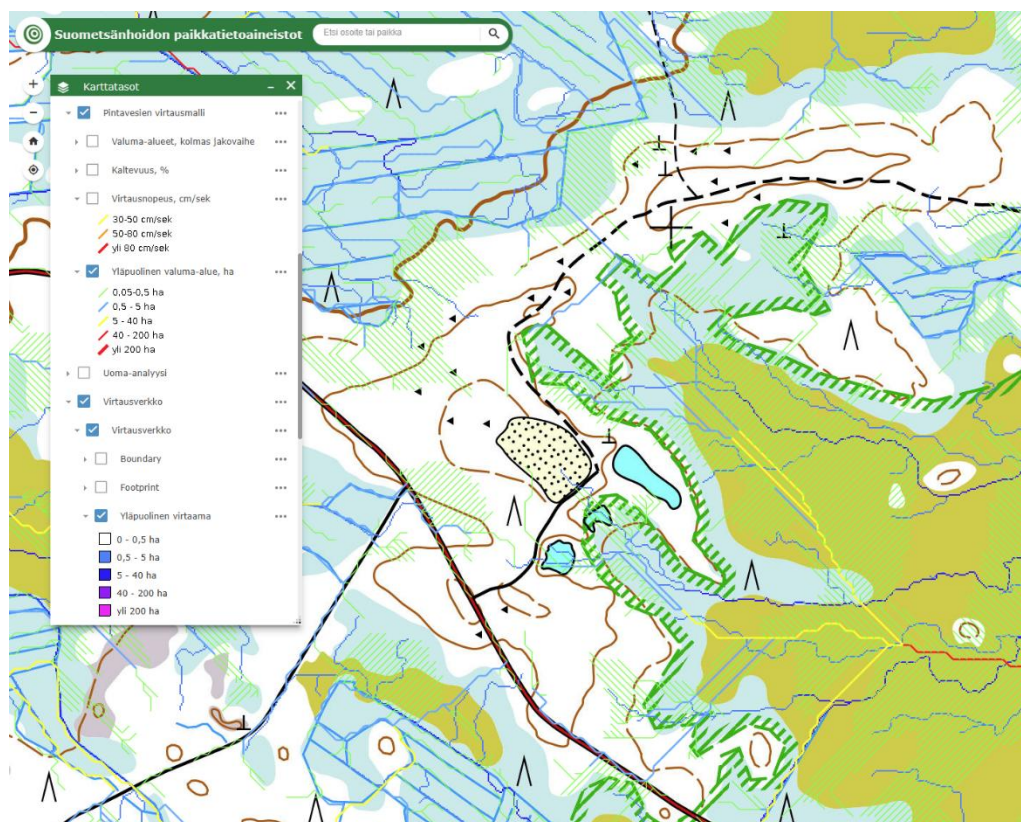 Suometsänhoidon paikkatietoaineistot
Etsi osoite tai paikka
Karttatasot
Pintavesien virtausmalli
Valuma-alueet, kolmas jakovaihe
Kaltevuus, %
Virtausnopeus, cm/sek
30-50 cm/sek
50-80 cm/sek
yli 80 cm/sek
Yläpuolinen valuma-alue, ha
0,05-0,5 ha
0,5 - 5 ha
5 - 40 ha
40 - 200 ha
yli 200 ha
Uoma-analyysi
Virtausverkko
Virtausverkko
Boundary
Footprint
Yläpuolinen virtaama
0 - 0,5 ha
0,5 - 5 ha
5 - 40 ha
40 - 200 ha
yli 200 ha